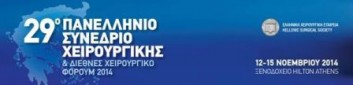 29ο ΠΑΝΕΛΛΗΝΙΟ
ΣΥΝΕΔΡΙΟ
ΧΕΙΡΟΥΡΓΙΚΗΣ
& ΔΙΕΘΝΕΣ ΧΕΙΡΟΥΡΓΙΚΟ
ΦΟΡΟΥΜ 2014
ΕΛΛΗΝΙΚΗ ΧΕΙΡΟΥΡΓΙΚΗ ΕΤΑΙΡΕΙΑ
HELLENIC SURGICAL SOCIETY
12-15 ΝΟΕΜΒΡΙΟΥ 2014
ΞΕΝΟΔΟΧΕΙΟ HILTON ATHENS